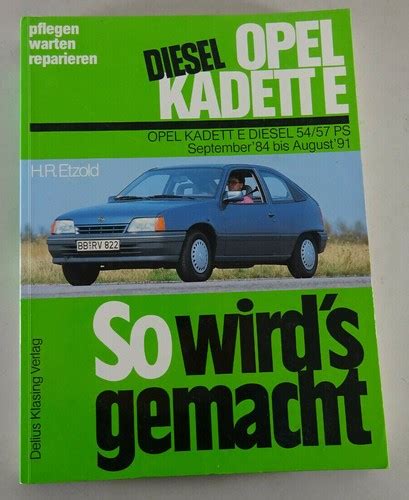 pflegen
warten
reparieren
DIESEL
OPEL
KADETT E
OPEL KADETT E DIESEL 54/57 PS
September '84 bis August '91
H.R. Etzold
BB RV 822
So wird's
gemacht
Delius Klasing Verlag